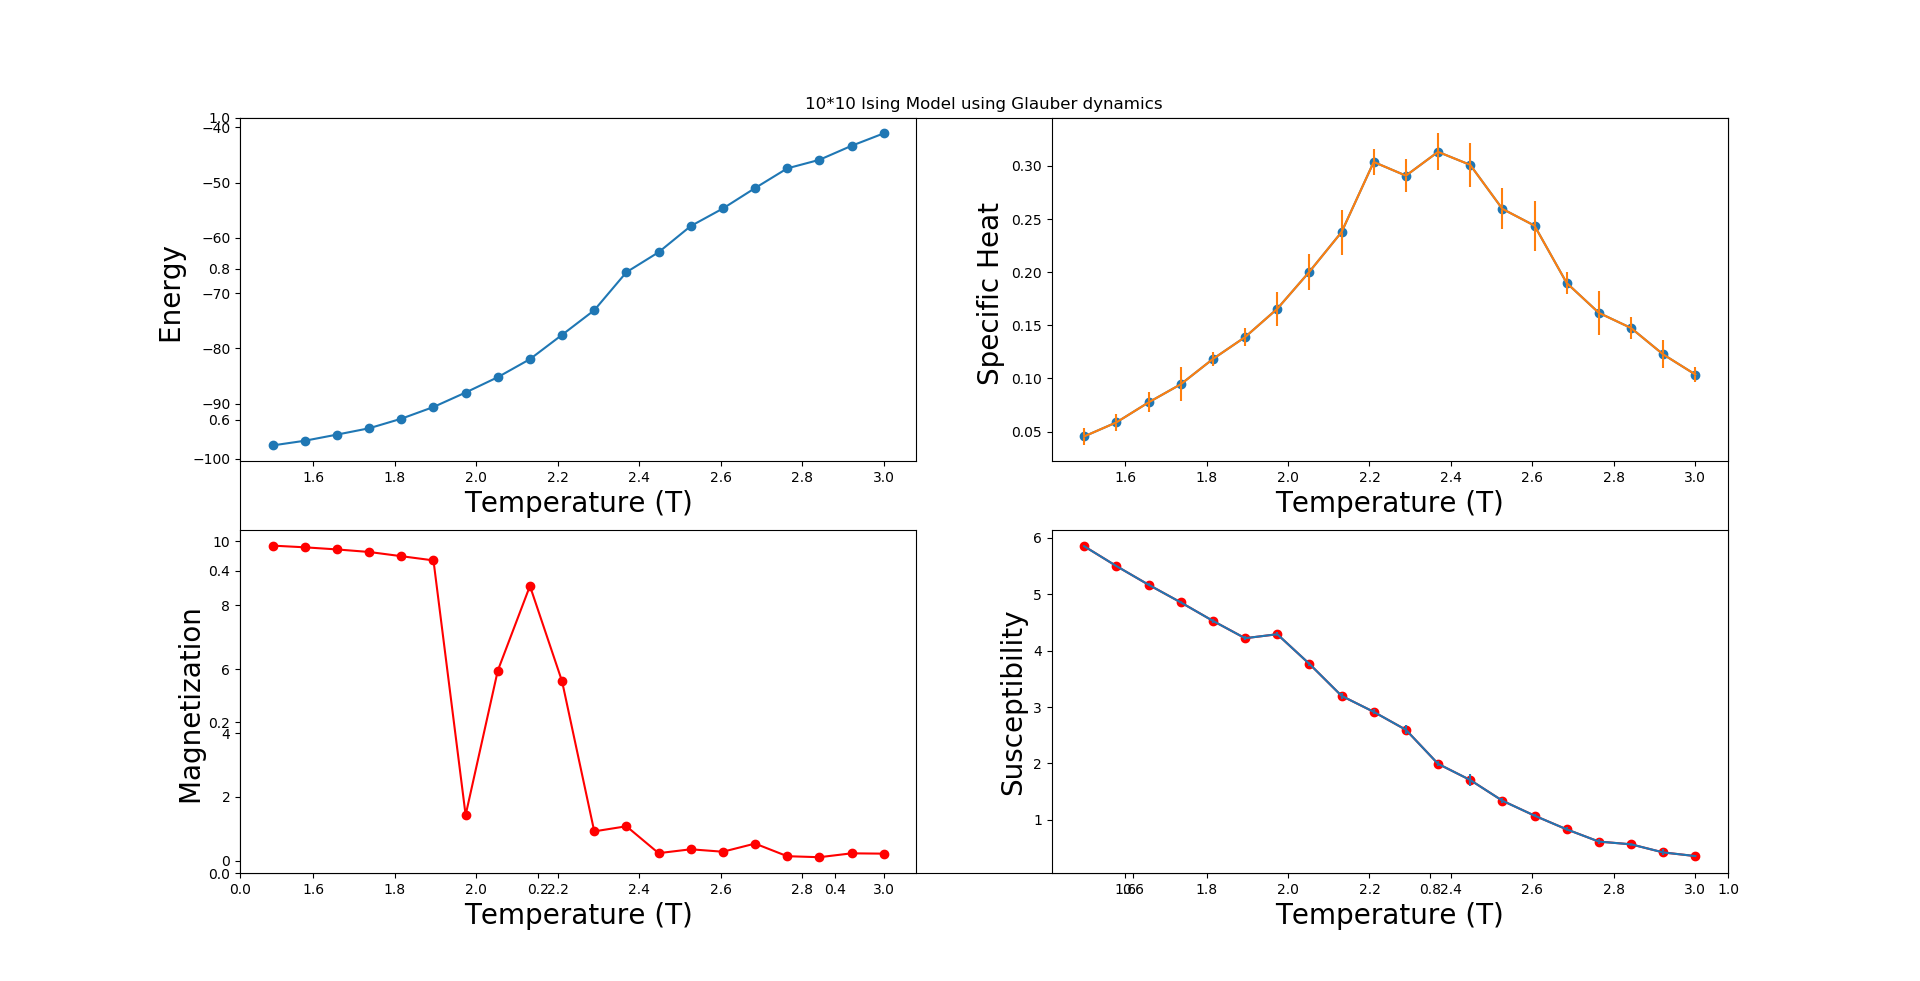 10*10 Ising Model using Glauber dynamics
1.0
−40
−50
−60
0.8
−70
−80
−90
0.6
−100
Energy
1.6 1.8 2.0 2.2 2.4 2.6 2.8 3.0
Temperature (T)
0.30
0.25
0.20
0.15
0.10
0.05
Specific Heat
1.6 1.8 2.0 2.2 2.4 2.6 2.8 3.0
Temperature (T)
10
0.4
8
6
0.2
4
2
0
0.0
Magnetization
0.0 1.6 1.8 2.0 0.2 2.2 2.4 2.6 2.8 0.4 3.0
Temperature (T)
6
5
4
3
2
1
Susceptibility
1.6 0.6 1.8 2.0 2.2 0.8 2.4 2.6 2.8 3.0 1.0
Temperature (T)